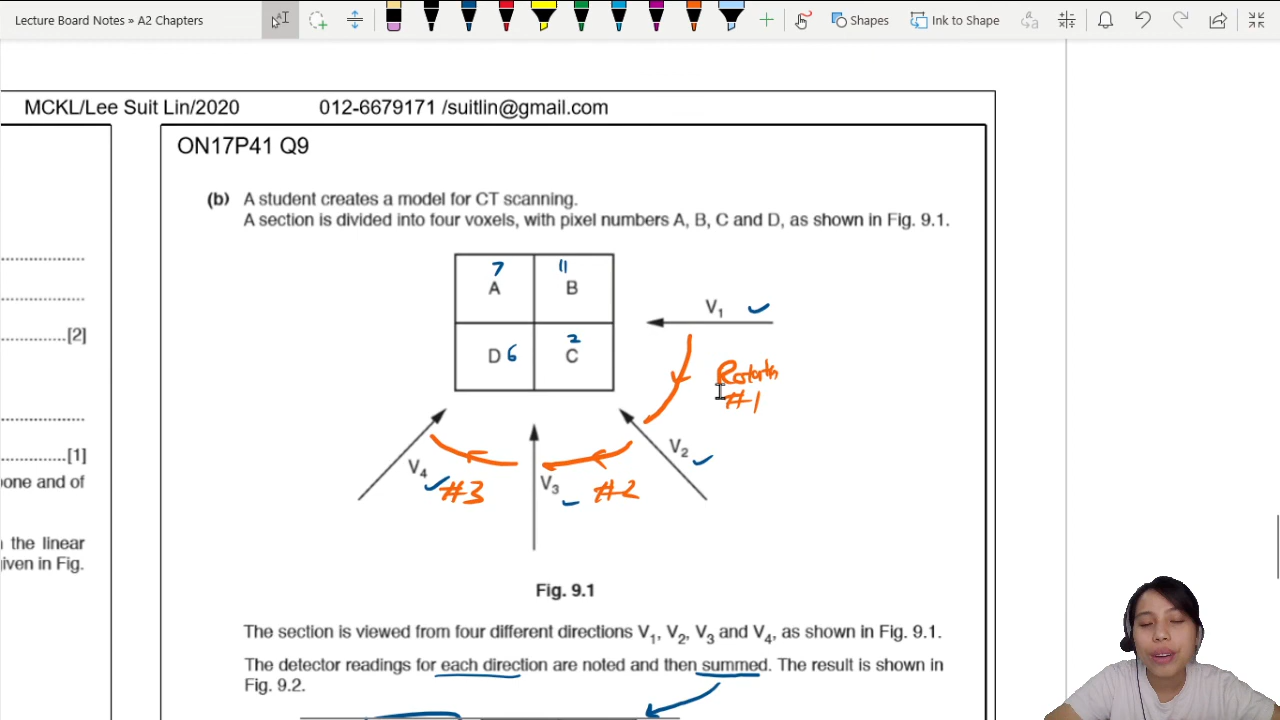 Lecture Board Notes » A2 Chapters
Shapes
Ink to Shape
MCKL/Lee Suit Lin/2020 012-6679171 /suitlin@gmail.com
ON17P41 Q9
(b) A student creates a model for CT scanning.
A section is divided into four voxels, with pixel numbers A, B, C and D, as shown in Fig. 9.1.
7 11
A B
D 6 2
C
V1
#1
V2
V4
V3
#3 #2
Fig. 9.1
The section is viewed from four different directions V1, V2, V3 and V4, as shown in Fig. 9.1.
The detector readings for each direction are noted and then summed. The result is shown in
Fig. 9.2.
[2]
[1]
one and of
the linear
given in Fig.